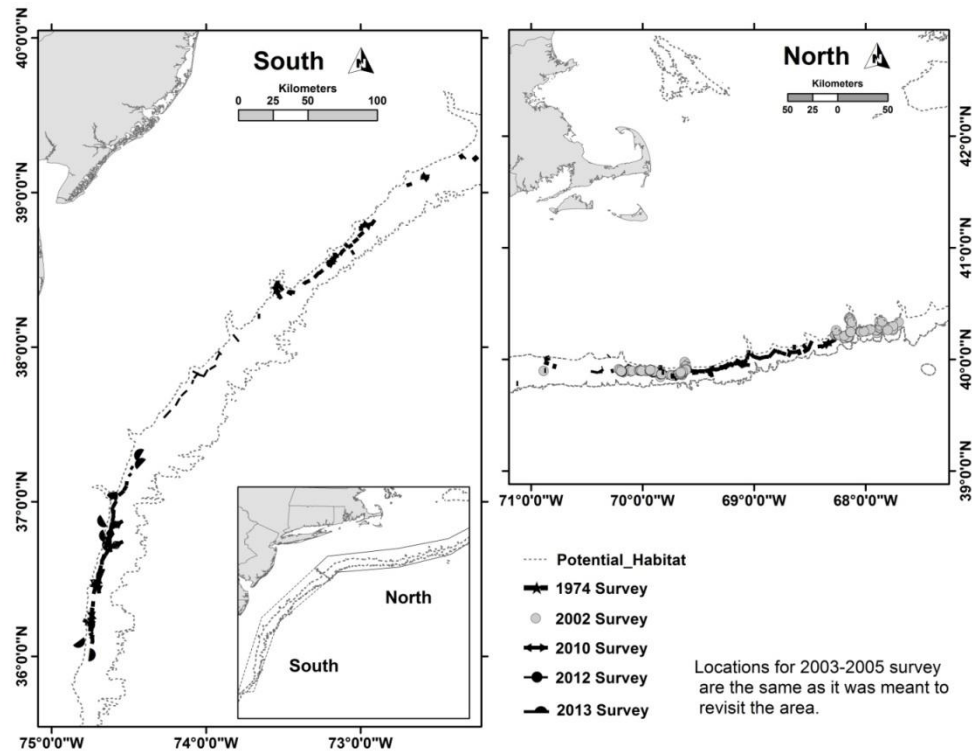 South
N
Kilometers
0 25 50 100
40°0'0"N
39°0'0"N
38°0'0"N
37°0'0"N
36°0'0"N
75°0'0"W 74°0'0"W 73°0'0"W
North
South
North
N
Kilometers
50 25 0 50
42°0'0"N
41°0'0"N
40°0'0"N
39°0'0"N
71°0'0"W 70°0'0"W 69°0'0"W 68°0'0"W
Potential_Habitat
1974 Survey
2002 Survey
2010 Survey
2012 Survey
2013 Survey
Locations for 2003-2005 survey
are the same as it was meant to
revisit the area.